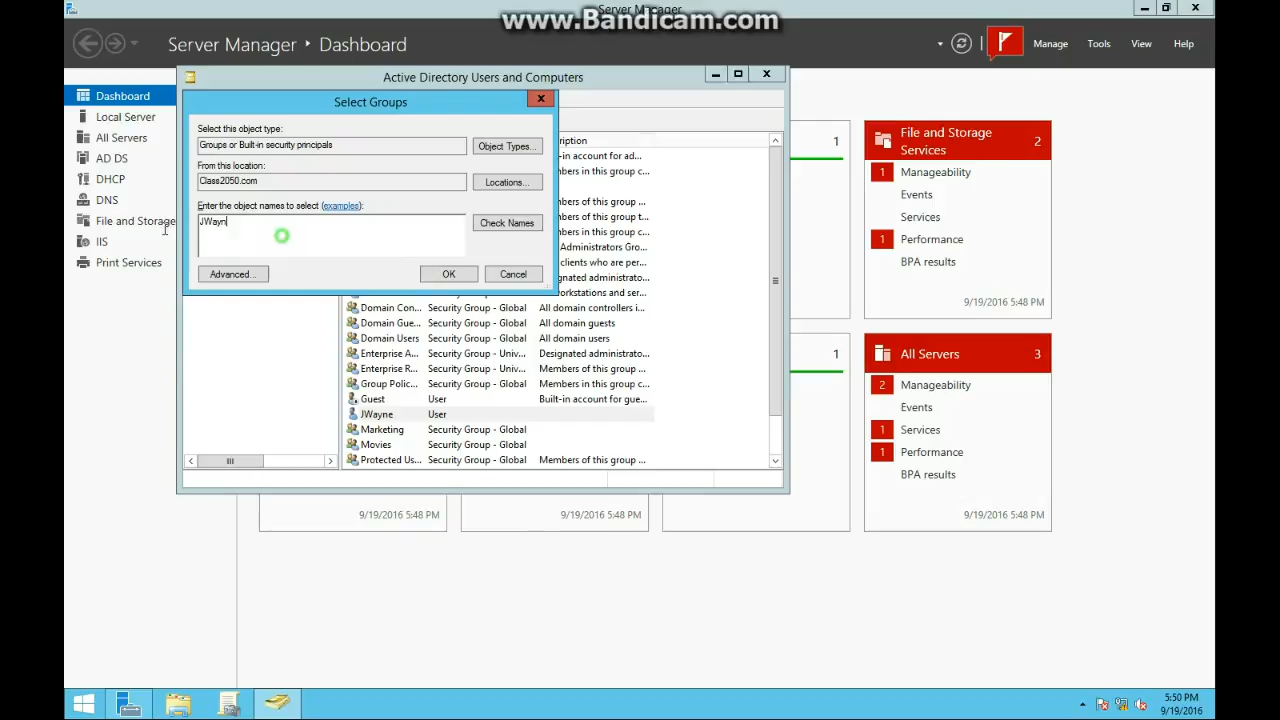 Server Manager
www.Bandicam.com
Server Manager • Dashboard
Manage Tools View Help
Dashboard
Local Server
All Servers
AD DS
DHCP
DNS
File and Storage
IIS
Print Services
Active Directory Users and Computers
Select Groups
Select this object type:
Groups or Built-in security principals
Object Types...
From this location:
Class2050.com
Locations...
Enter the object names to select (examples):
JWayn
Check Names
Advanced...
OK
Cancel
ription
-in account for ad...
mbers in this group c...
mbers of this group ...
mbers in this group t...
mbers in this group c...
Administrators Gro...
clients who are per...
signated administrato...
workstations and ser...
Domain Con... Security Group - Global All domain controllers i...
Domain Gue... Security Group - Global All domain guests
Domain Users Security Group - Global All domain users
Enterprise A... Security Group - Univ... Designated administrato...
Enterprise R... Security Group - Univ... Members of this group ...
Group Polic... Security Group - Global Members in this group c...
Guest User Built-in account for gue...
JWayne User
Marketing Security Group - Global
Movies Security Group - Global
Protected Us... Security Group - Global Members of this group ...
1
1
File and Storage
Services
2
1 Manageability
Events
Services
1 Performance
BPA results
9/19/2016 5:48 PM
All Servers 3
2 Manageability
Events
1 Services
1 Performance
BPA results
9/19/2016 5:48 PM
9/19/2016 5:48 PM
9/19/2016 5:48 PM
5:50 PM
9/19/2016